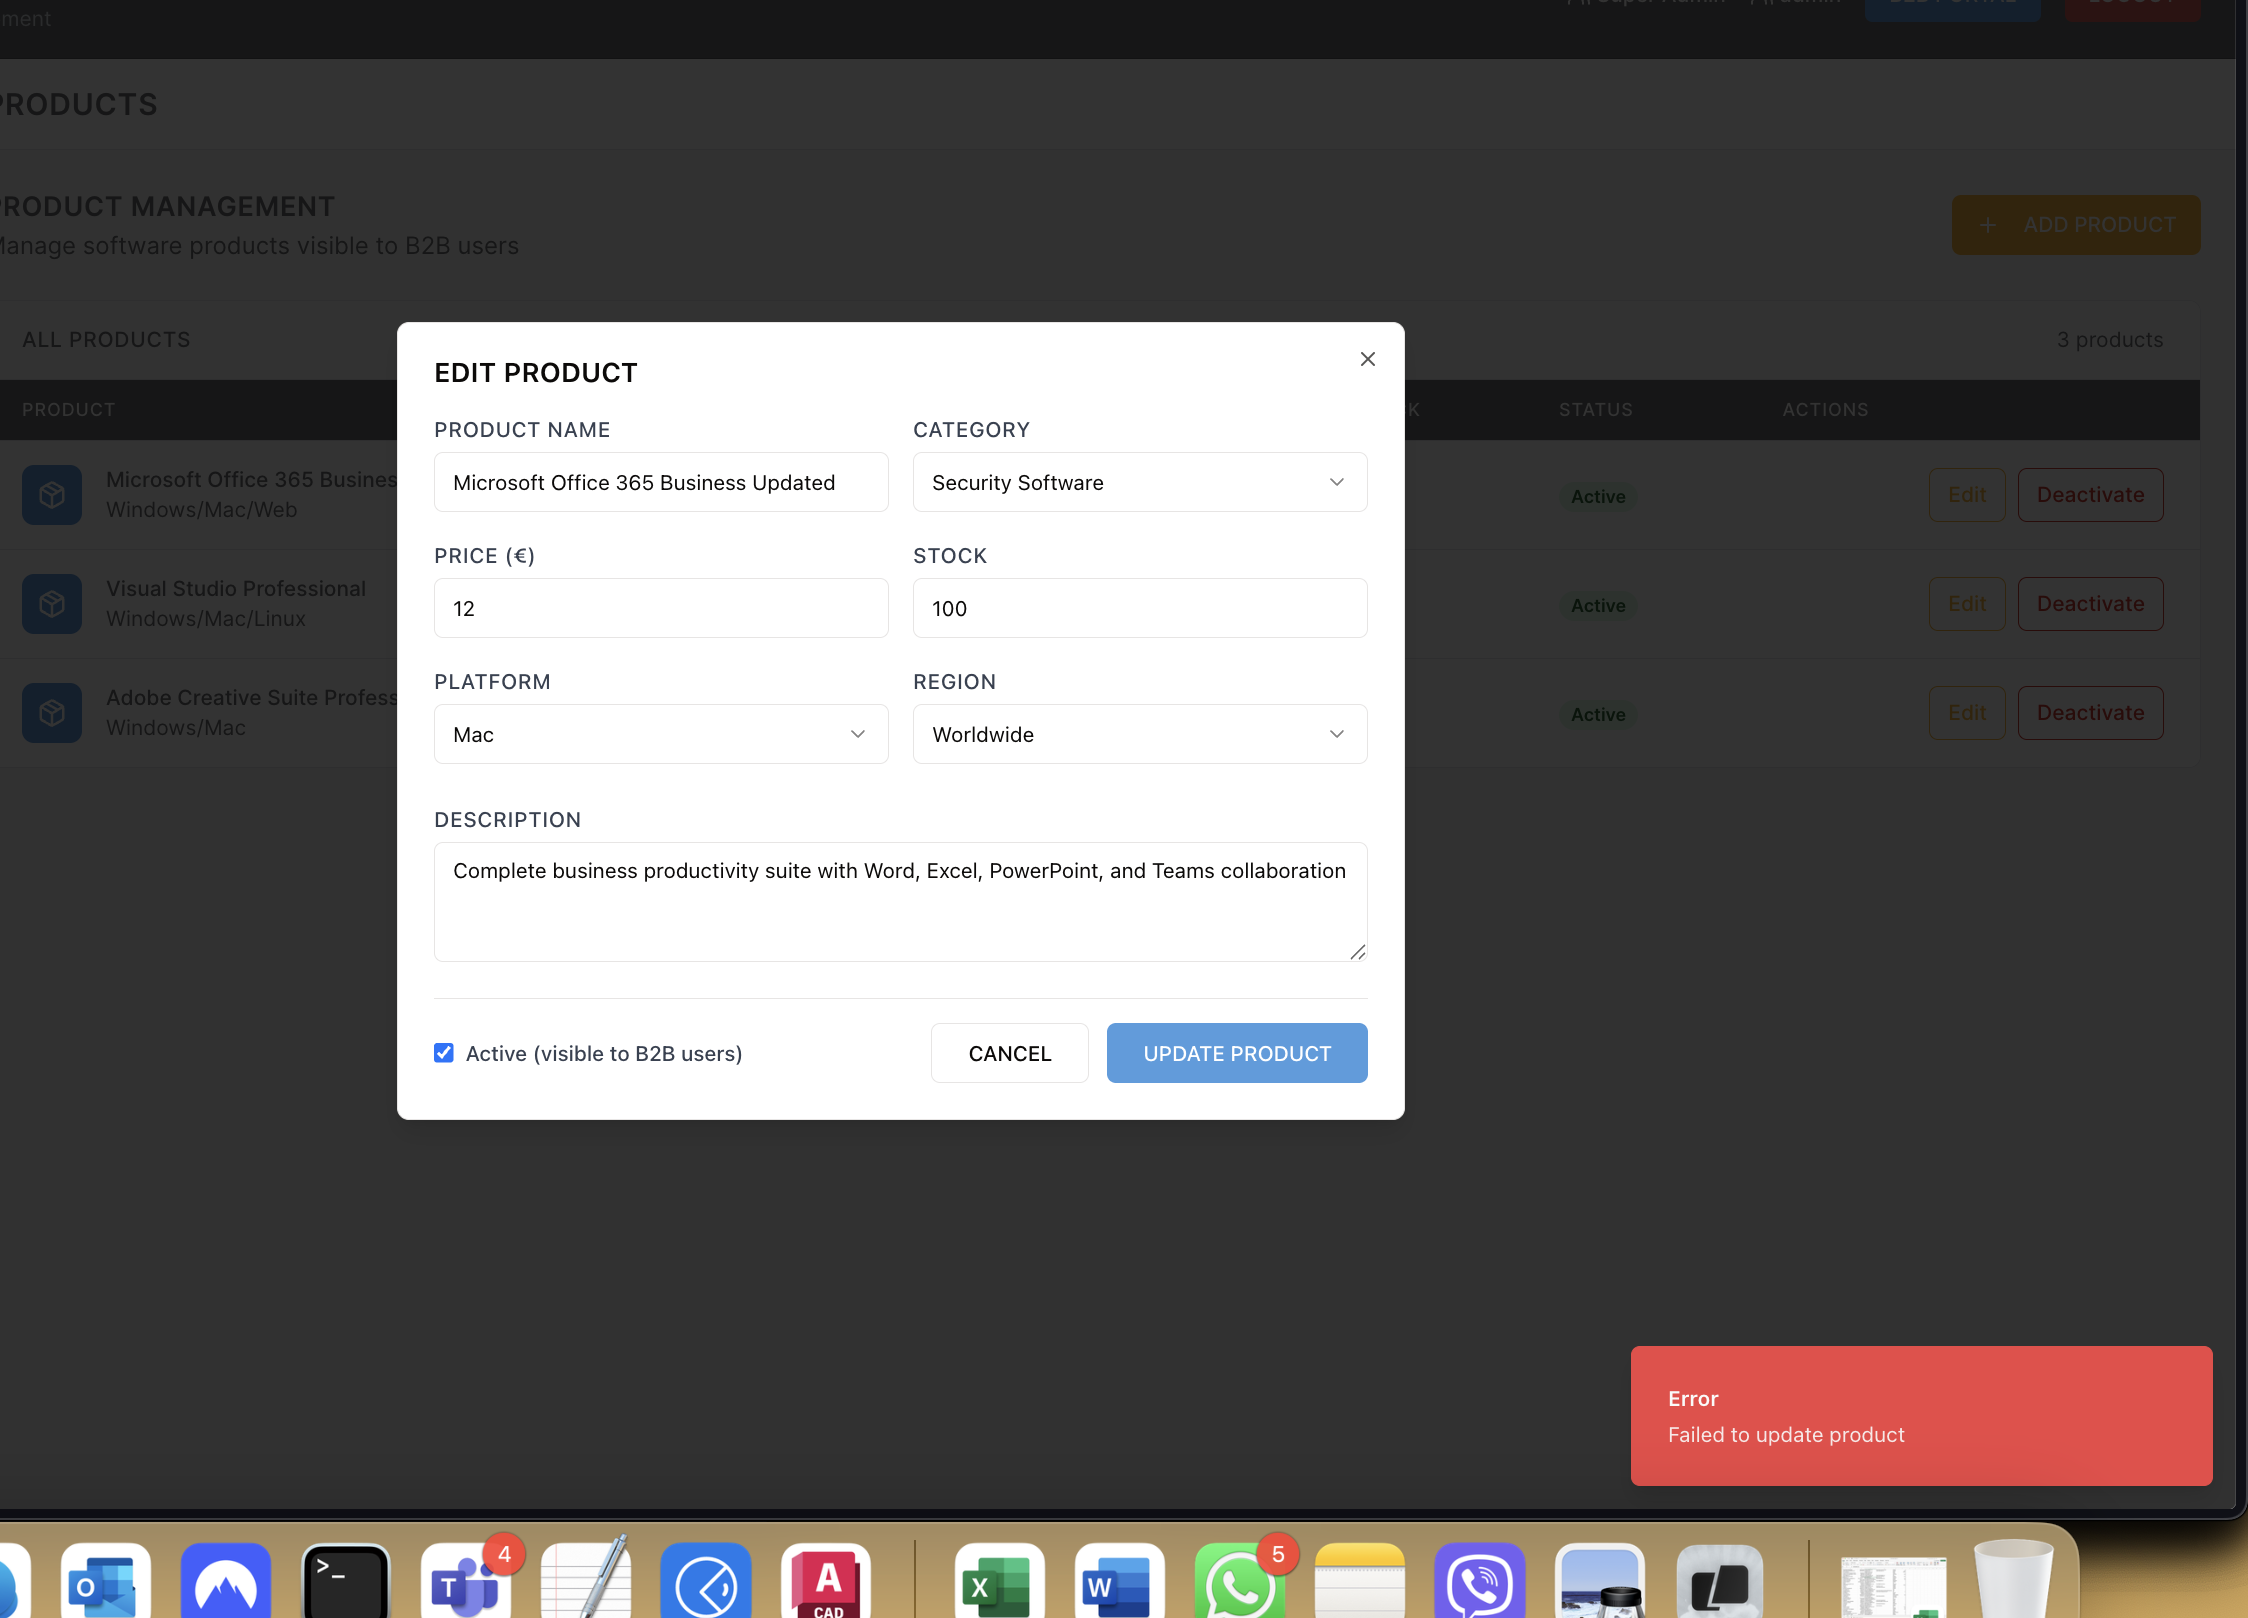 ment
PRODUCTS
PRODUCT MANAGEMENT
Manage software products visible to B2B users
+ ADD PRODUCT
ALL PRODUCTS
3 products
PRODUCT
K
STATUS
ACTIONS
Microsoft Office 365 Busines
Windows/Mac/Web
Active
Edit
Deactivate
Visual Studio Professional
Windows/Mac/Linux
Active
Edit
Deactivate
Adobe Creative Suite Profess
Windows/Mac
Active
Edit
Deactivate
EDIT PRODUCT
PRODUCT NAME
CATEGORY
Microsoft Office 365 Business Updated
Security Software
PRICE (€)
STOCK
12
100
PLATFORM
REGION
Mac
Worldwide
DESCRIPTION
Complete business productivity suite with Word, Excel, PowerPoint, and Teams collaboration
Active (visible to B2B users)
CANCEL
UPDATE PRODUCT
Error
Failed to update product
O
>_
T
4
A
CAD
X
W
5